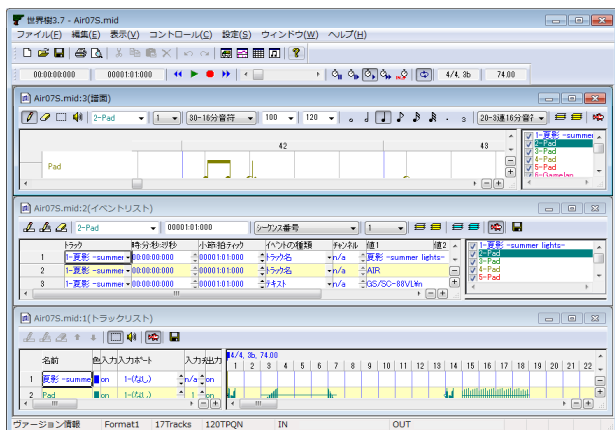 世界樹3.7 - Air07S.mid
ファイル(F) 編集(E) 表示(V) コントロール(C) 設定(S) ウィンドウ(W) ヘルプ(H)
00:00:00:000 00001:01:000 4/4, 3b 74.00
Air07S.mid:3(譜面)
2-Pad 1 30-16分音符 100 120 20-3連16分音符
42 43
Pad
1-夏影 -summer
2-Pad
3-Pad
4-Pad
5-Pad
6-Gamelan
Air07S.mid:2(イベントリスト)
2-Pad 00001:01:000 シーケンス番号 1
トラック 時:分:秒:ミリ秒 小節:拍:ティック イベントの種類 チャンネル 値1 値2
1 1-夏影 -summer 00:00:00:000 00001:01:000 トラック名 n/a 夏影 -summer lights-
2 1-夏影 -summer 00:00:00:000 00001:01:000 トラック名 n/a AIR
3 1-夏影 -summer 00:00:00:000 00001:01:000 テキスト n/a GS/SC-88VL¥n
1-夏影 -summer lights-
2-Pad
3-Pad
4-Pad
5-Pad
Air07S.mid:1(トラックリスト)
名前 色 入力 入力ポート 入力 出力
4/4, 3b, 74.00
1 2 3 4 5 6 7 8 9 10 11 12 13 14 15 16 17 18 19 20 21 22
1 夏影 -summe on 1-(なし) n/a on
2 Pad on 1-(なし) 1 on
ヴァージョン情報 Format1 17Tracks 120TPQN IN OUT